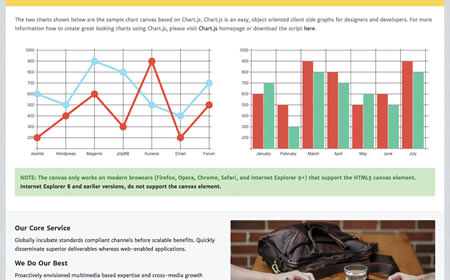 The two charts shown below are the sample chart canvas based on Chart.js. Chart.js is an easy, object oriented client side graphs for designers and developers. For more
information how to create great looking charts using Chart.js, please visit Chart.js homepage or download the script here.
1000 1000
900 900
800 800
700 700
600 600
500 500
400 400
300 300
200 200
100 100
Joomla Wordpress Magento phpBB Kunena Email Forum January February March April May June July
NOTE: The canvas only works on modern browsers (Firefox, Opera, Chrome, Safari, and Internet Explorer 9+) that support the HTML5 canvas element.
Internet Explorer 8 and earlier versions, do not support the canvas element.
Our Core Service
Globally incubate standards compliant channels before scalable benefits. Quickly
disseminate superior deliverables whereas web-enabled applications.
We Do Our Best
Proactively envisioned multimedia based expertise and cross-media growth